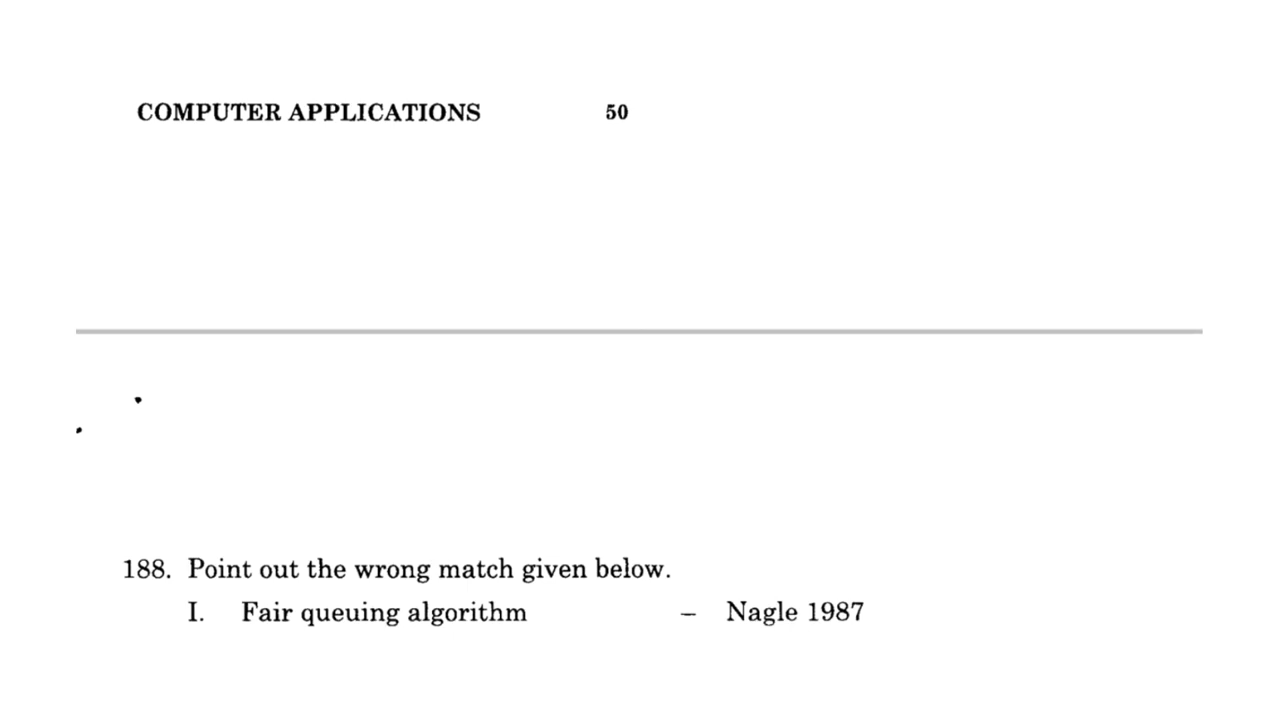 COMPUTER APPLICATIONS 50
188. Point out the wrong match given below.
I. Fair queuing algorithm – Nagle 1987